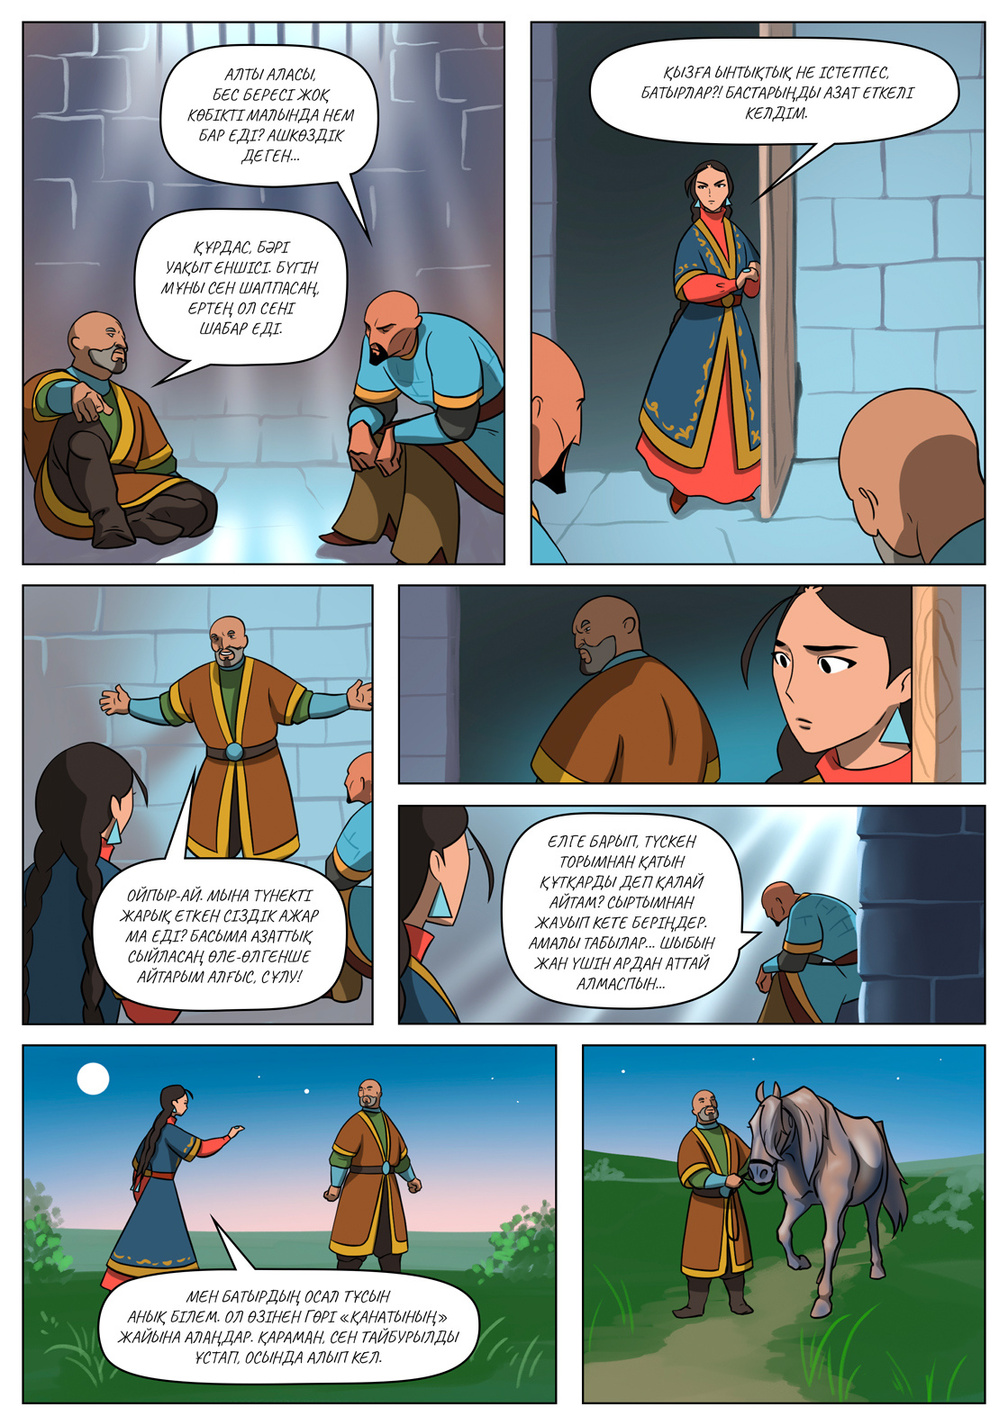 АЛТЫ АЛАСЫ,
БЕС БЕРЕСІ ЖОҚ
КӨБІКТІ МАЛЫНДА НЕМ
БАР ЕДІ? АШКӨЗДІК
ДЕГЕН...
ҚҰРДАС, БӘРІ
УАҚЫТ ЕНШІСІ. БҮГІН
МҰНЫ СЕН ШАППАСАҢ,
ЕРТЕҢ ОЛ СЕНІ
ШАБАР ЕДІ.
ҚЫЗҒА ЫНТЫҚТЫҚ НЕ ІСТЕТПЕС,
БАТЫРЛАР?! БАСТАРЫҢДЫ АЗАТ ЕТКЕЛІ
КЕЛДІМ.
ОЙПЫР-АЙ. МЫНА ТҮНЕКТІ
ЖАРЫҚ ЕТКЕН СІЗДІҢ АЖАР
МА ЕДІ? БАСЫМА АЗАТТЫҚ
СЫЙЛАСАҢ ӨЛЕ-ӨЛГЕНШЕ
АЙТАРЫМ АЛҒЫС, СҰЛУ!
ЕЛГЕ БАРЫП, ТҮСКЕН
ТОРЫМНАН ҚАТЫН
ҚҰТҚАРДЫ ДЕП ҚАЛАЙ
АЙТАМ? СЫРТЫМНАН
ЖАУЫП КЕТЕ БЕРІҢДЕР.
АМАЛЫ ТАБЫЛАР... ШЫБЫН
ЖАН ҮШІН АРДАН АТТАЙ
АЛМАСПЫН...
МЕН БАТЫРДЫҢ ОСАЛ ТҰСЫН
АНЫҚ БІЛЕМ. ОЛ ӨЗІНЕН ГӨРІ «ҚАНАТЫНЫҢ»
ЖАЙЫНА АЛАҢДАР. ҚАРАМАН, СЕН ТАЙБУРЫЛДЫ
ҰСТАП, ОСЫНДА АЛЫП КЕЛ.